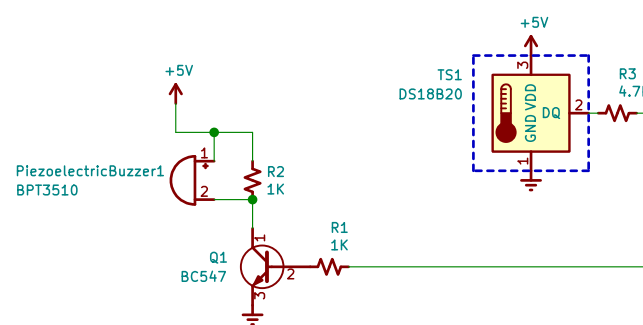 +5V
PiezoelectricBuzzer1
BPT3510
1
2
R2
1K
Q1
BC547
1
2
3
R1
1K
+5V
TS1
DS18B20
3
GND VDD
DQ
2
1
R3